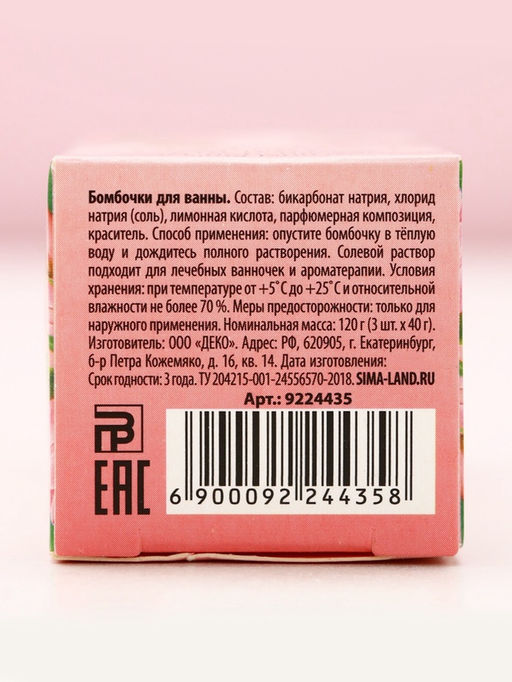 Бомбочки для ванны. Состав: бикарбонат натрия, хлорид
натрия (соль), лимонная кислота, парфюмерная композиция,
краситель. Способ применения: опустите бомбочку в тёплую
воду и дождитесь полного растворения. Солевой раствор
подходит для лечебных ванночек и ароматерапии. Условия
хранения: при температуре от +5˚С до +25˚С и относительной
влажности не более 70 %. Меры предосторожности: только для
наружного применения. Номинальная масса: 120 г (3 шт. х 40 г).
Изготовитель: ООО "ДЕКО". Адрес: РФ, 620905, г. Екатеринбург,
б-р Петра Кожемяко, д. 16, кв. 14. Дата изготовления:
Срок годности: 3 года. ТУ 204215-001-24556570-2018. SIMA-LAND.RU
Арт.: 9224435
РВ
EAC
6 900092 244358